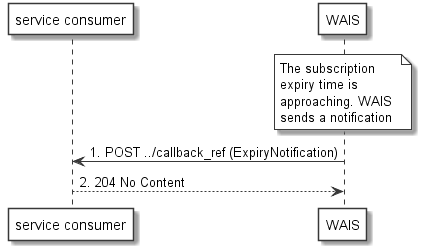 service consumer
WAIS
The subscription
expiry time is
approaching. WAIS
sends a notification
1. POST ../callback_ref (ExpiryNotification)
2. 204 No Content
service consumer
WAIS